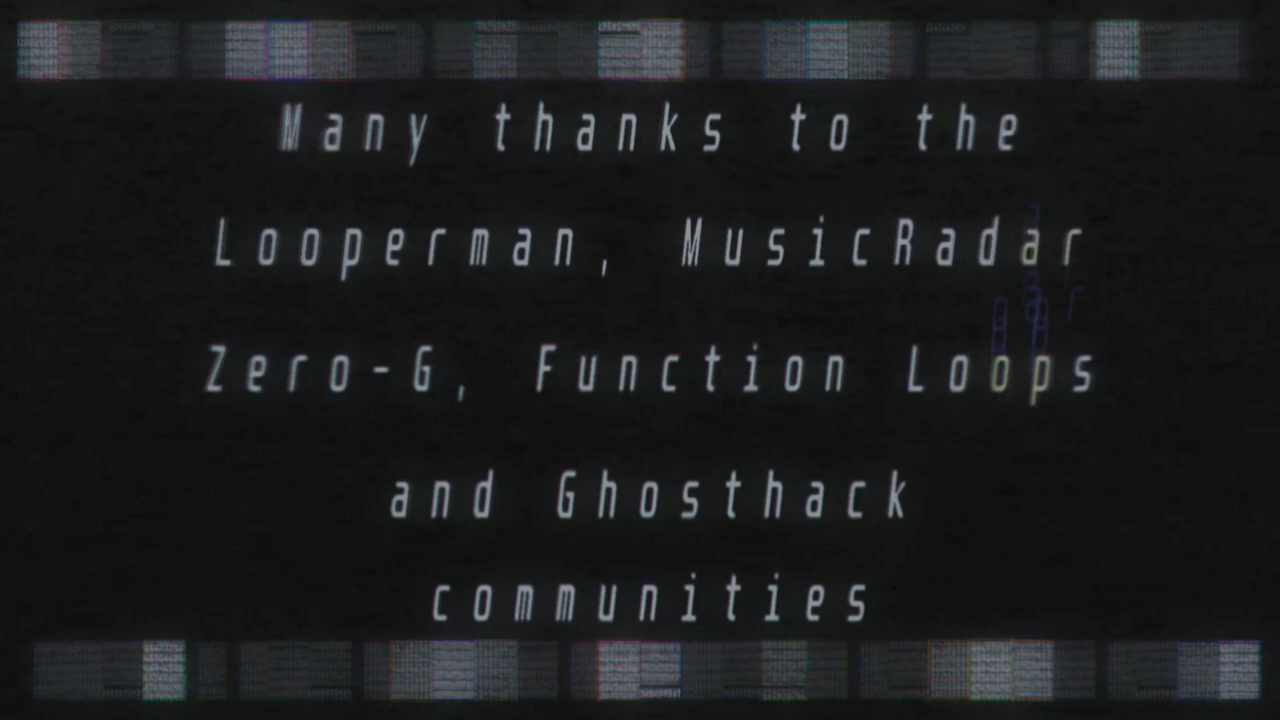 Many thanks to the
Looperman, MusicRadar
Zero-G, Function Loops
and Ghosthack
communities